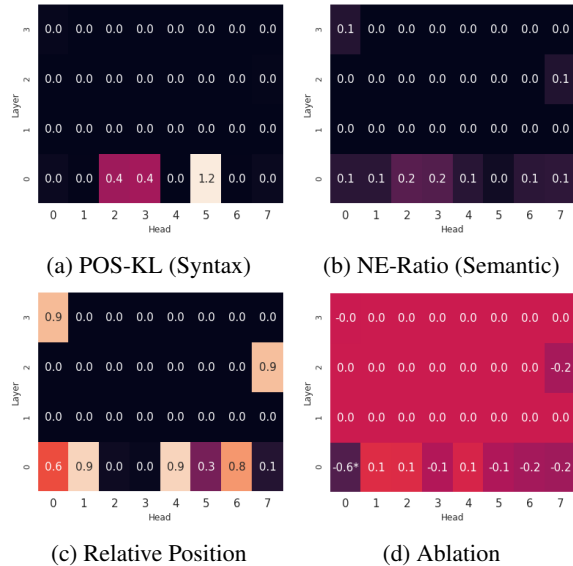 3 0.0 0.0 0.0 0.0 0.0 0.0 0.0 0.0
2 0.0 0.0 0.0 0.0 0.0 0.0 0.0 0.0
Layer
1 0.0 0.0 0.0 0.0 0.0 0.0 0.0 0.0
0 0.0 0.0 0.4 0.4 0.0 1.2 0.0 0.0
0 1 2 3 4 5 6 7
Head
(a) POS-KL (Syntax)
3 0.1 0.0 0.0 0.0 0.0 0.0 0.0 0.0
2 0.0 0.0 0.0 0.0 0.0 0.0 0.0 0.1
Layer
1 0.0 0.0 0.0 0.0 0.0 0.0 0.0 0.0
0 0.1 0.1 0.2 0.2 0.1 0.0 0.1 0.1
0 1 2 3 4 5 6 7
Head
(b) NE-Ratio (Semantic)
3 0.9 0.0 0.0 0.0 0.0 0.0 0.0 0.0
2 0.0 0.0 0.0 0.0 0.0 0.0 0.0 0.9
Layer
1 0.0 0.0 0.0 0.0 0.0 0.0 0.0 0.0
0 0.6 0.9 0.0 0.0 0.9 0.3 0.8 0.1
0 1 2 3 4 5 6 7
Head
(c) Relative Position
3 -0.0 0.0 0.0 0.0 0.0 0.0 0.0 0.0
2 0.0 0.0 0.0 0.0 0.0 0.0 0.0 -0.2
Layer
1 0.0 0.0 0.0 0.0 0.0 0.0 0.0 0.0
0 -0.6* 0.1 0.1 -0.1 0.1 -0.1 -0.2 -0.2
0 1 2 3 4 5 6 7
Head
(d) Ablation